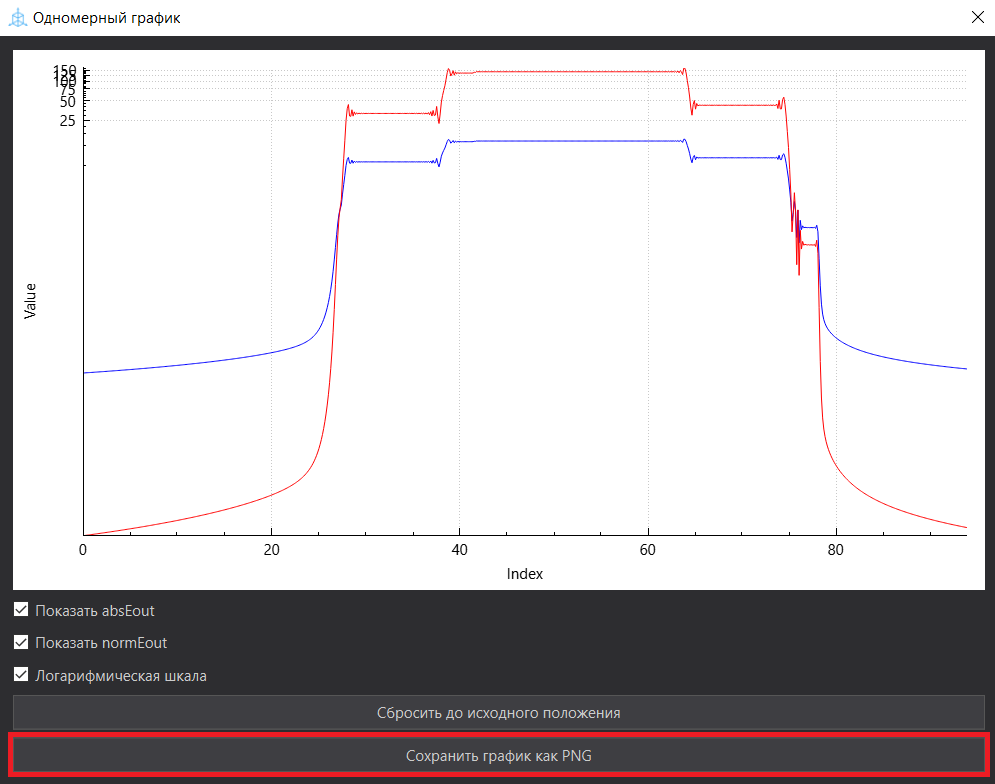 Одномерный график
150
125
100
75
50
25
Value
0 20 40 60 80
Index
Показать absEout
Показать normEout
Логарифмическая шкала
Сбросить до исходного положения
Сохранить график как PNG